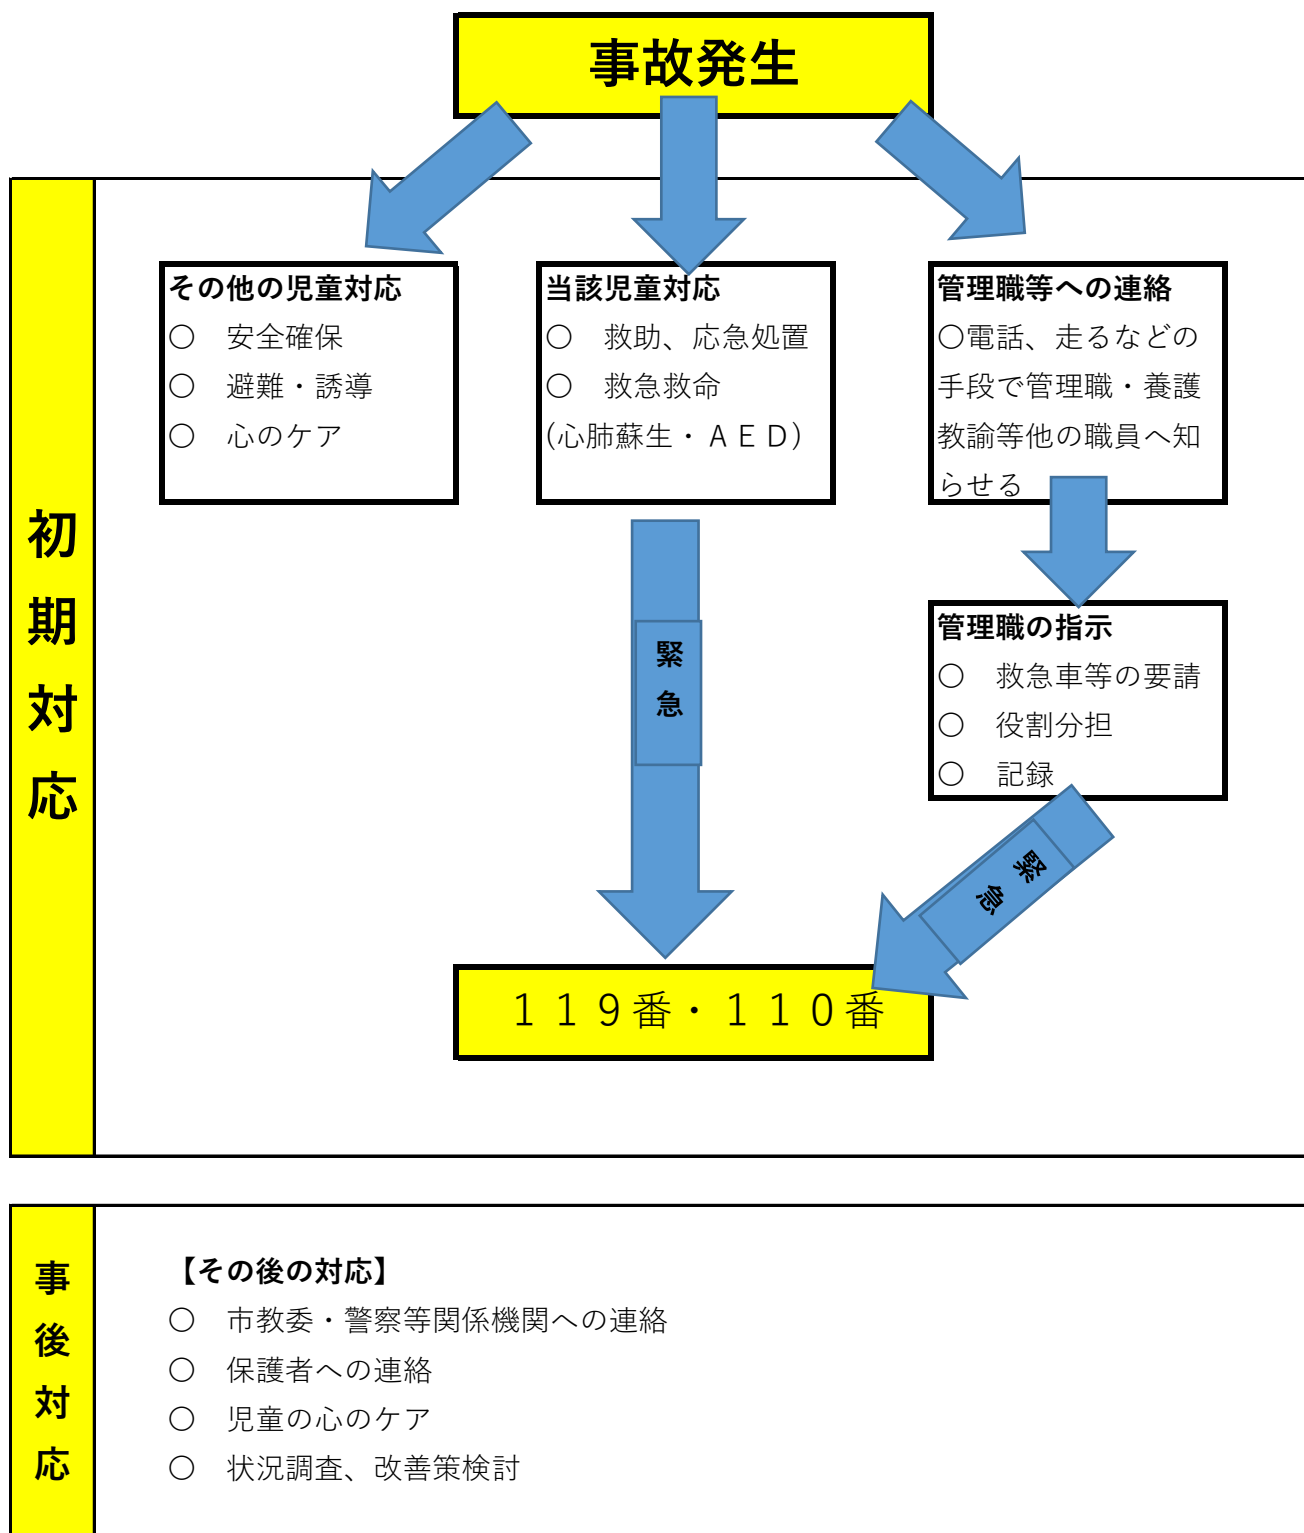 事故発生
初期対応
その他の児童対応
○　安全確保
○　避難・誘導
○　心のケア
当該児童対応
○　救助、応急処置
○　救急救命
(心肺蘇生・ＡＥＤ)
管理職等への連絡
○電話、走るなどの
手段で管理職・養護
教諭等他の職員へ知
らせる
緊急
管理職の指示
○　救急車等の要請
○　役割分担
○　記録
緊急
１１９番・１１０番
事後対応
【その後の対応】
○　市教委・警察等関係機関への連絡
○　保護者への連絡
○　児童の心のケア
○　状況調査、改善策検討